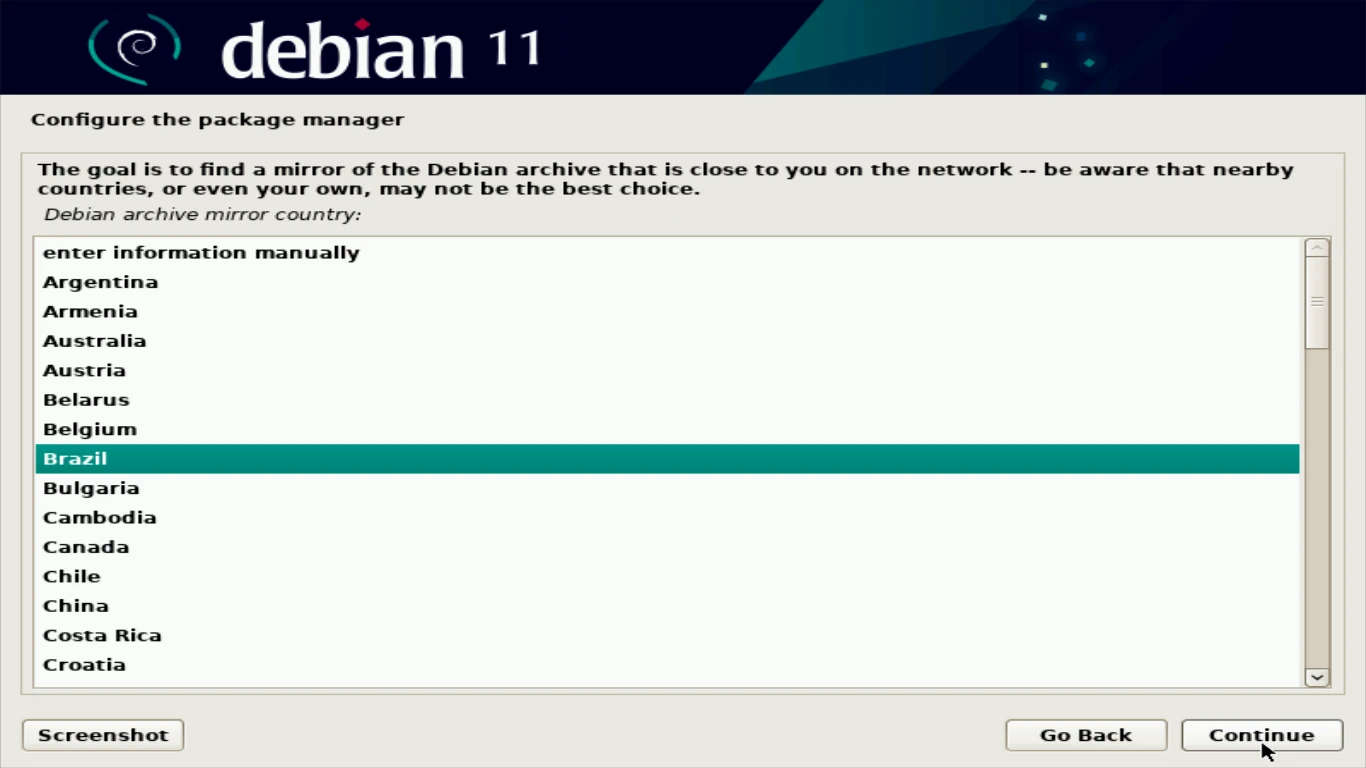 debian 11
Configure the package manager
The goal is to find a mirror of the Debian archive that is close to you on the network -- be aware that nearby
countries, or even your own, may not be the best choice.
Debian archive mirror country:
enter information manually
Argentina
Armenia
Australia
Austria
Belarus
Belgium
Brazil
Bulgaria
Cambodia
Canada
Chile
China
Costa Rica
Croatia
Screenshot
Go Back
Continue